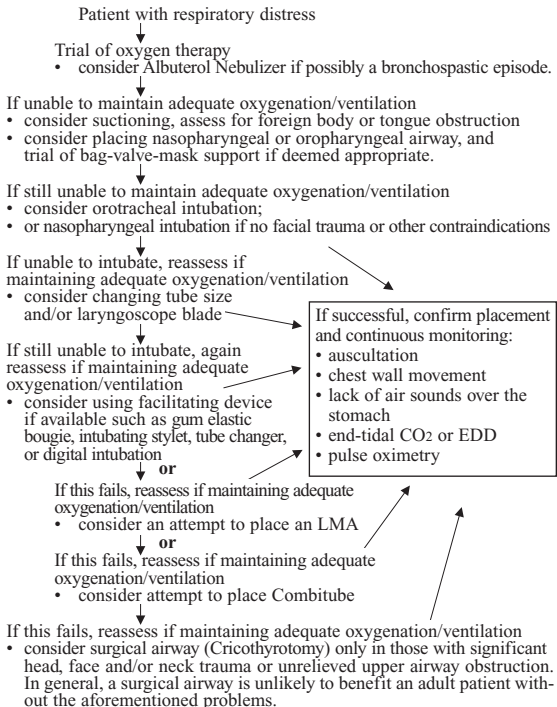 Patient with respiratory distress
Trial of oxygen therapy
• consider Albuterol Nebulizer if possibly a bronchospastic episode.
If unable to maintain adequate oxygenation/ventilation
• consider suctioning, assess for foreign body or tongue obstruction
• consider placing nasopharyngeal or oropharyngeal airway, and
trial of bag-valve-mask support if deemed appropriate.
If still unable to maintain adequate oxygenation/ventilation
• consider orotracheal intubation;
• or nasopharyngeal intubation if no facial trauma or other contraindications
If unable to intubate, reassess if
maintaining adequate oxygenation/ventilation
• consider changing tube size
and/or laryngoscope blade
If still unable to intubate, again
reassess if maintaining adequate
oxygenation/ventilation
• consider using facilitating device
if available such as gum elastic
bougie, intubating stylet, tube changer,
or digital intubation
or
If this fails, reassess if maintaining adequate
oxygenation/ventilation
• consider an attempt to place an LMA
or
If this fails, reassess if maintaining adequate
oxygenation/ventilation
• consider attempt to place Combitube
If this fails, reassess if maintaining adequate oxygenation/ventilation
• consider surgical airway (Cricothyrotomy) only in those with significant
head, face and/or neck trauma or unrelieved upper airway obstruction.
In general, a surgical airway is unlikely to benefit an adult patient with-
out the aforementioned problems.
If successful, confirm placement
and continuous monitoring:
• auscultation
• chest wall movement
• lack of air sounds over the
stomach
• end-tidal CO2 or EDD
• pulse oximetry